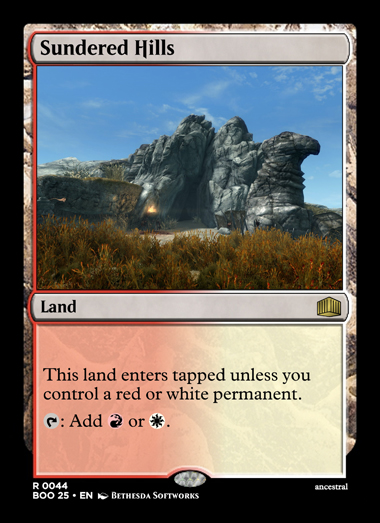 Sundered Hills
Land
This land enters tapped unless you
control a red or white permanent.
: Add or .
R 0044
BOO 25 • EN Bethesda Softworks
ancestral